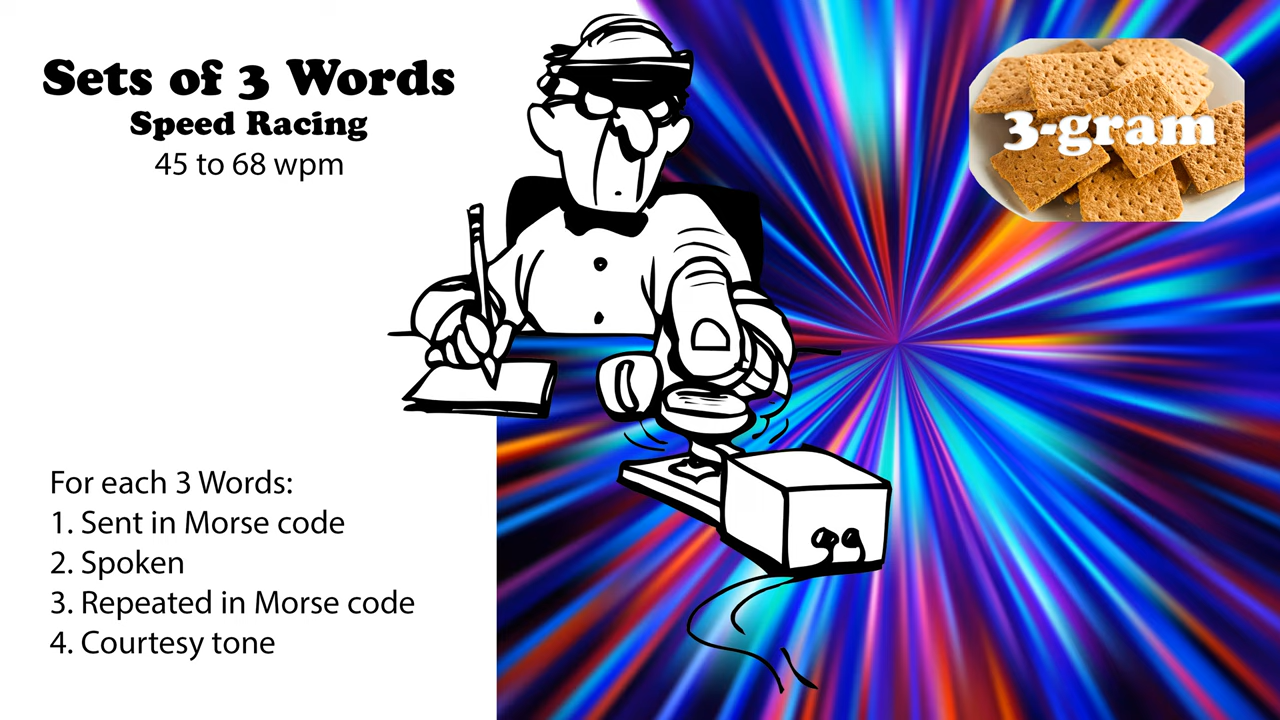 Sets of 3 Words
Speed Racing
45 to 68 wpm
3-gram
For each 3 Words:
1. Sent in Morse code
2. Spoken
3. Repeated in Morse code
4. Courtesy tone